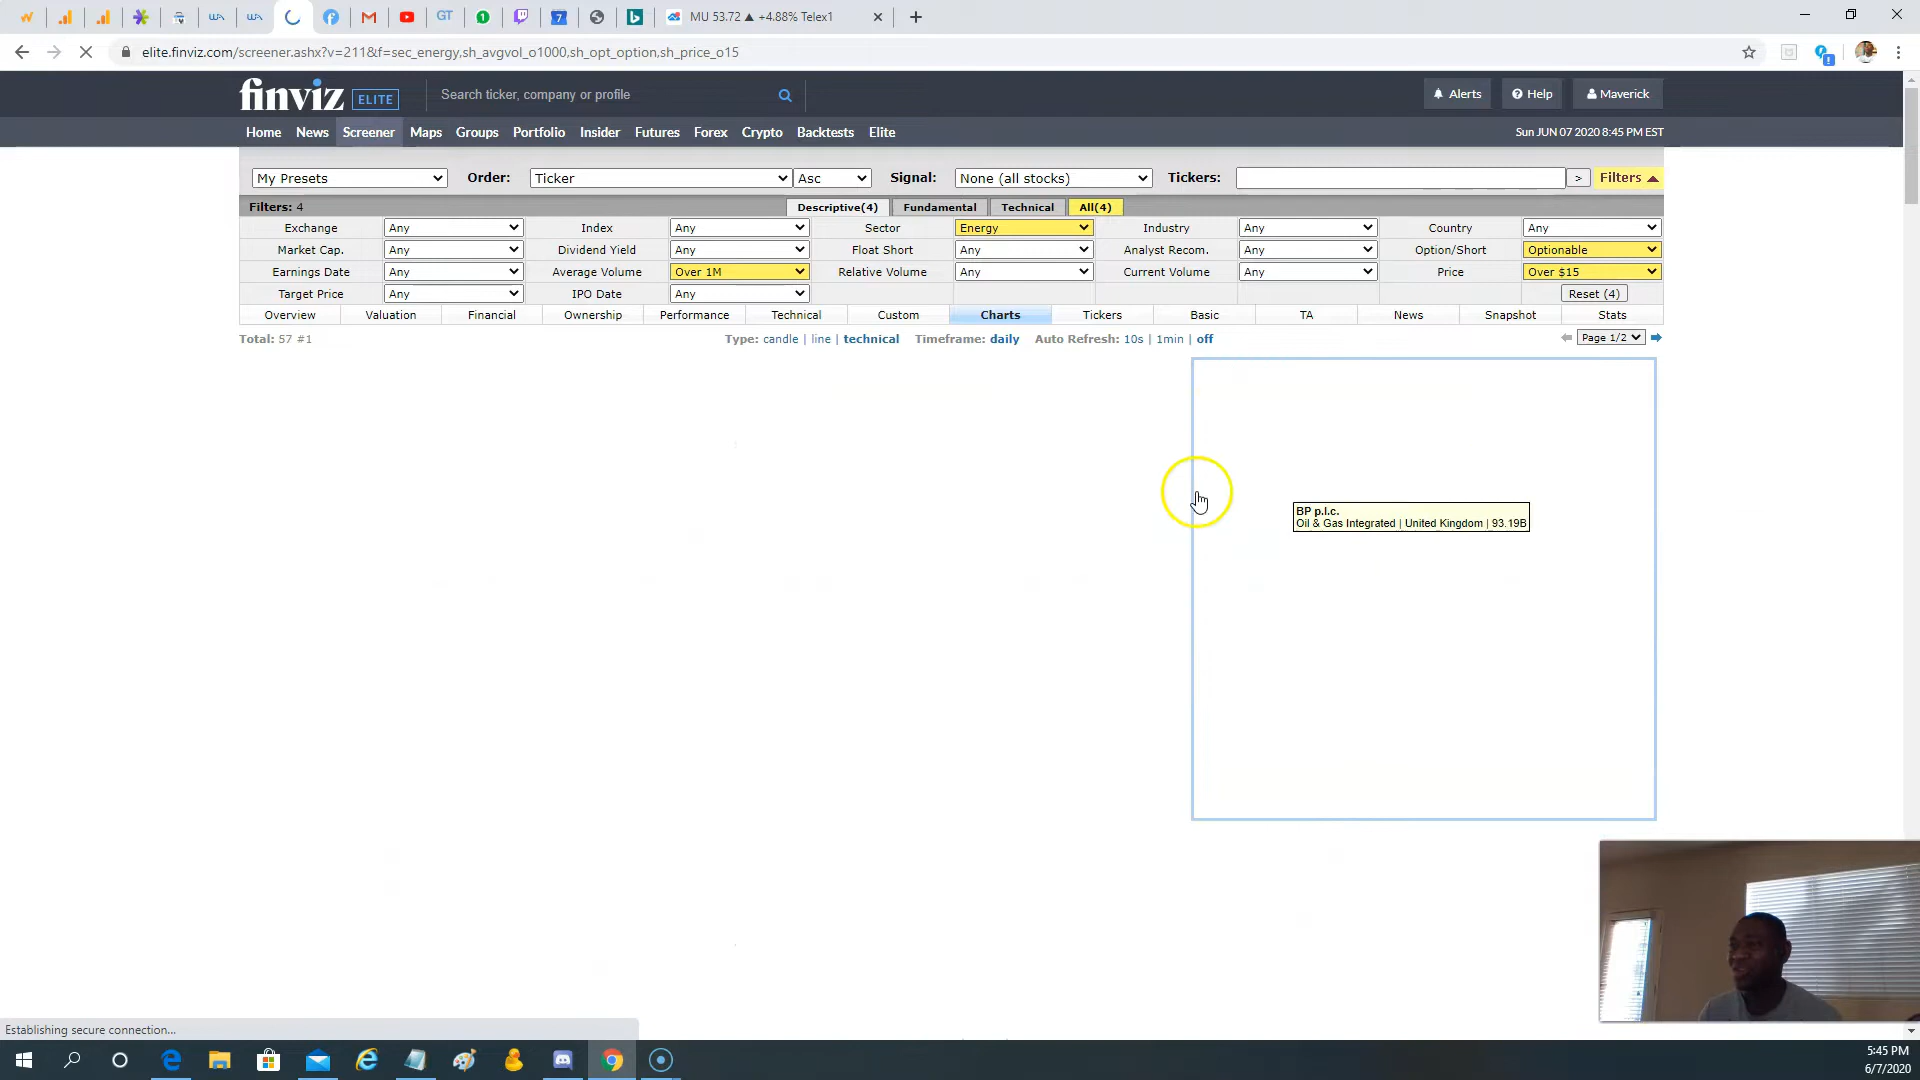 MU 53.72 ▲ +4.88% Telex1
elite.finviz.com/screener.ashx?v=211&f=sec_energy,sh_avgvol_o1000,sh_opt_option,sh_price_o15
finviz ELITE Search ticker, company or profile Alerts Help Maverick
Home News Screener Maps Groups Portfolio Insider Futures Forex Crypto Backtests Elite Sun JUN 07 2020 8:45 PM EST
My Presets Order: Ticker Asc Signal: None (all stocks) Tickers: > Filters ▲
Filters: 4 Descriptive(4) Fundamental Technical All(4)
Exchange Any Index Any Sector Energy Industry Any Country Any
Market Cap. Any Dividend Yield Any Float Short Any Analyst Recom. Any Option/Short Optionable
Earnings Date Any Average Volume Over 1M Relative Volume Any Current Volume Any Price Over $15
Target Price Any IPO Date Any Reset (4)
Overview Valuation Financial Ownership Performance Technical Custom Charts Tickers Basic TA News Snapshot Stats
Total: 57 #1 Type: candle | line | technical Timeframe: daily Auto Refresh: 10s | 1min | off Page 1/2
BP p.l.c.
Oil & Gas Integrated | United Kingdom | 93.19B
Establishing secure connection...
5:45 PM
6/7/2020